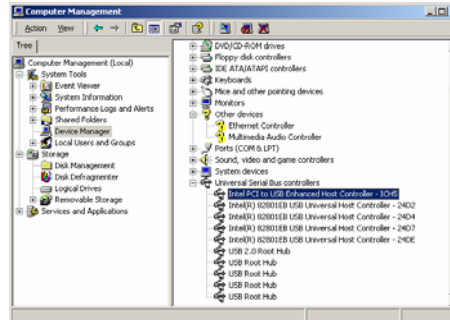 Computer Management
Action View
Tree
Computer Management (Local)
System Tools
Event Viewer
System Information
Performance Logs and Alerts
Shared Folders
Device Manager
Local Users and Groups
Storage
Disk Management
Disk Defragmenter
Logical Drives
Removable Storage
Services and Applications
DVD/CD-ROM drives
Floppy disk controllers
IDE ATA/ATAPI controllers
Keyboards
Mice and other pointing devices
Monitors
Other devices
Ethernet Controller
Multimedia Audio Controller
Ports (COM & LPT)
Sound, video and game controllers
System devices
Universal Serial Bus controllers
Intel PCI to USB Enhanced Host Controller - ICH5
Intel(R) 82801EB USB Universal Host Controller - 24D2
Intel(R) 82801EB USB Universal Host Controller - 24D4
Intel(R) 82801EB USB Universal Host Controller - 24D7
Intel(R) 82801EB USB Universal Host Controller - 24DE
USB 2.0 Root Hub
USB Root Hub
USB Root Hub
USB Root Hub
USB Root Hub